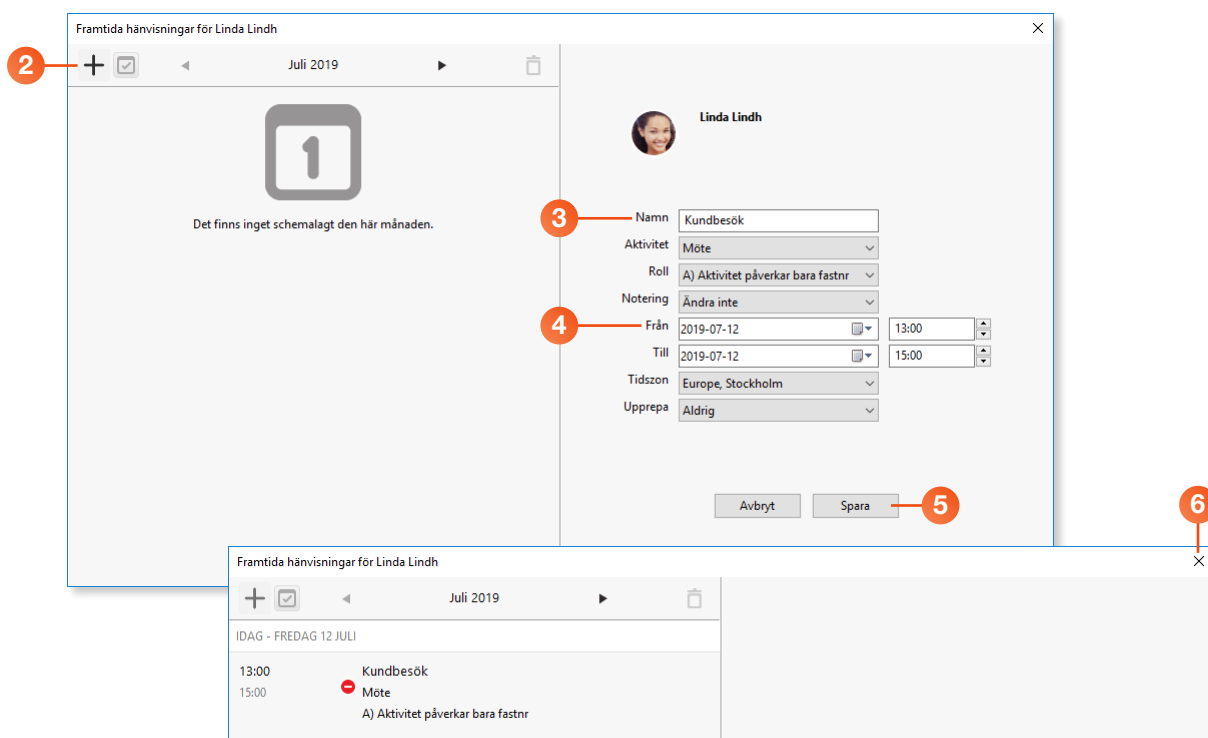 Framtida hänvisningar för Linda Lindh
2
Juli 2019
1
Det finns inget schemalagt den här månaden.
Linda Lindh
3 Namn Kundbesök
Aktivitet Möte
Roll A) Aktivitet påverkar bara fastnr
Notering Ändra inte
4 Från 2019-07-12 13:00
Till 2019-07-12 15:00
Tidszon Europe, Stockholm
Upprepa Aldrig
Avbryt Spara 5
6
Framtida hänvisningar för Linda Lindh
Juli 2019
IDAG - FREDAG 12 JULI
13:00 Kundbesök
15:00 Möte
A) Aktivitet påverkar bara fastnr